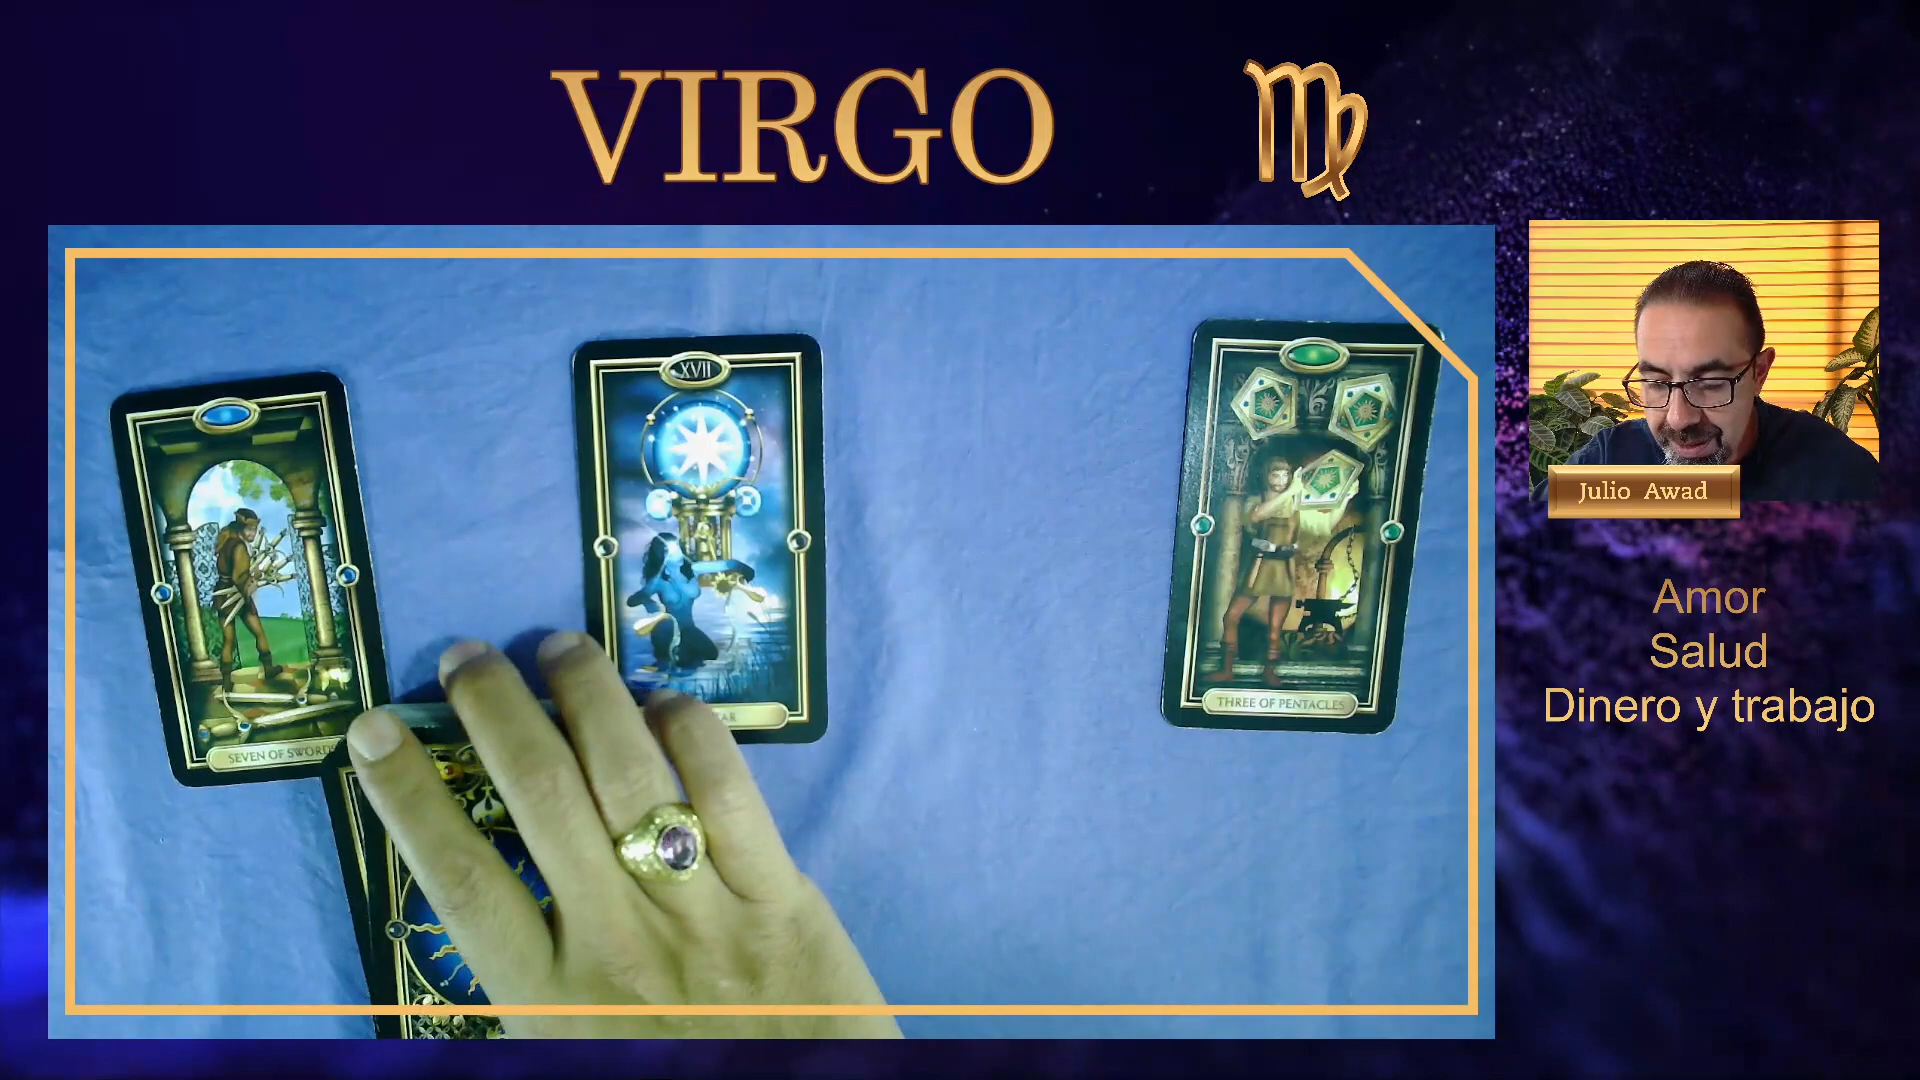 VIRGO
XVII
SEVEN OF SWORDS
THREE OF PENTACLES
Julio Awad
Amor
Salud
Dinero y trabajo